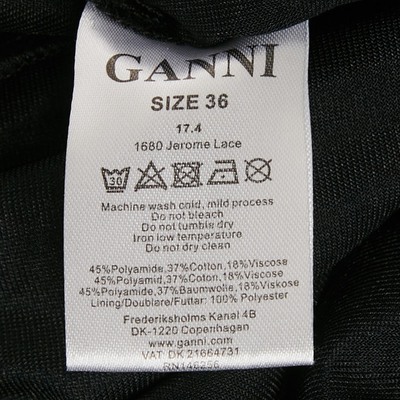 GANNI
SIZE 36
17.4
1680 Jerome Lace
30
Machine wash cold, mild process
Do not bleach
Do not tumble dry
Iron low temperature
Do not dry clean
45%Polyamide,37%Cotton,18%Viscose
45%Polyamid,37%Coton,18%Viscose
45%Polyamide,37%Baumwolle,18%Viskose
Lining/Doublare/Futtar: 100% Polyester
Frederiksholms Kanal 4B
DK-1220 Copenhagen
www.ganni.com
VAT DK 21664731
RN146256